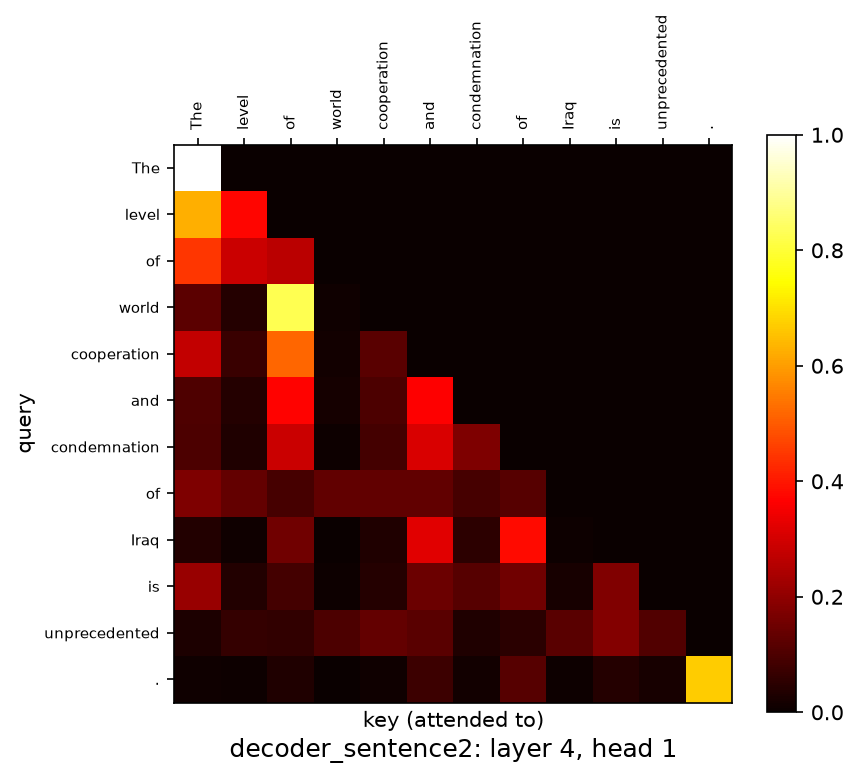 The level of world cooperation and condemnation of Iraq is unprecedented .
The
level
of
world
cooperation
and
condemnation
of
Iraq
is
unprecedented
.
query
key (attended to)
decoder_sentence2: layer 4, head 1
1.0
0.8
0.6
0.4
0.2
0.0